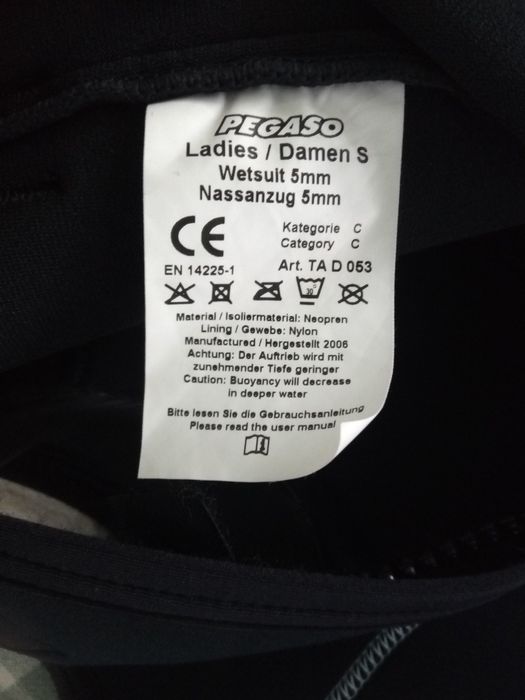 PEGASO
Ladies / Damen S
Wetsuit 5mm
Nassanzug 5mm
CE
Kategorie C
Category C
EN 14225-1
Art. TA D 053
30°
Material / Isoliermaterial: Neopren
Lining / Gewebe: Nylon
Manufactured / Hergestellt 2006
Achtung: Der Auftrieb wird mit
zunehmender Tiefe geringer
Caution: Buoyancy will decrease
in deeper water
Bitte lesen Sie die Gebrauchsanleitung
Please read the user manual